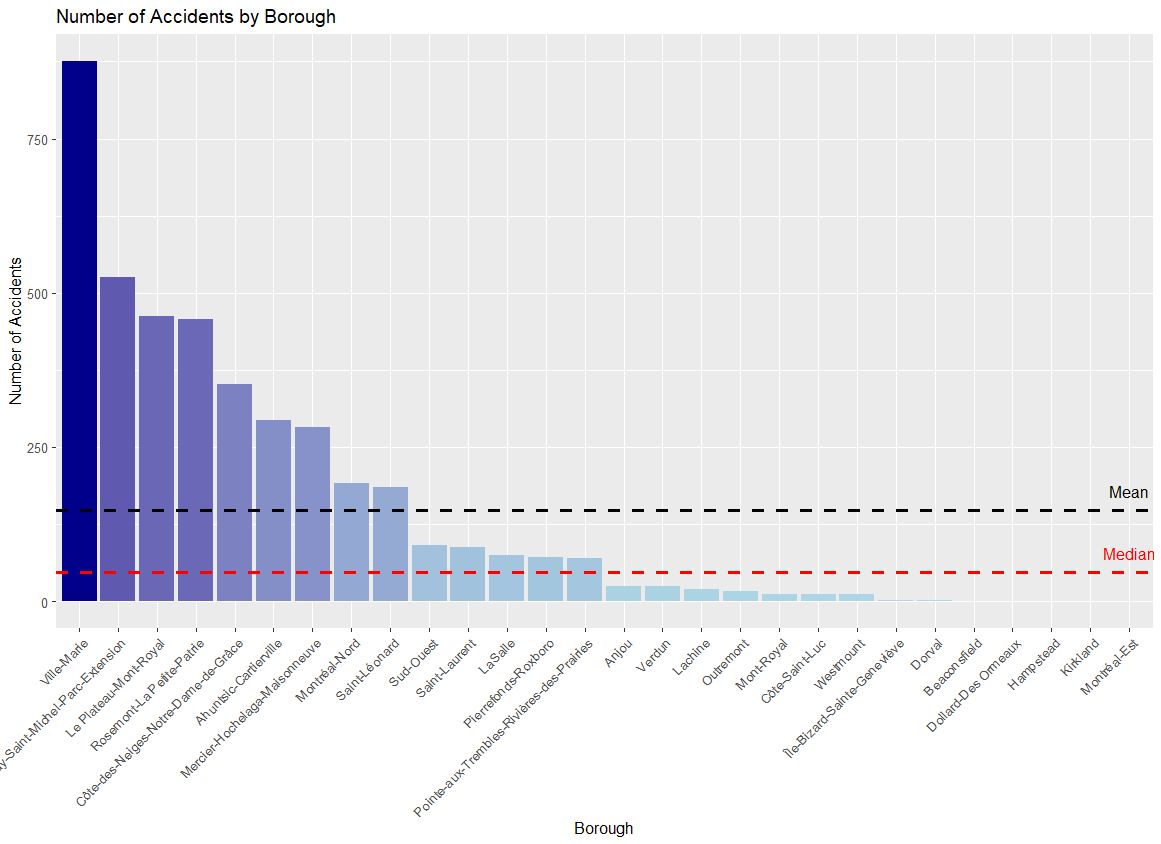 Number of Accidents by Borough
Number of Accidents
750
500
250
0
Mean
Median
Ville-Marie
y-Saint-Michel-Parc-Extension
Le Plateau-Mont-Royal
Rosemont-La Petite-Patrie
Côte-des-Neiges-Notre-Dame-de-Grâce
Ahuntsic-Cartierville
Mercier-Hochelaga-Maisonneuve
Montréal-Nord
Saint-Léonard
Sud-Ouest
Saint-Laurent
LaSalle
Pierrefonds-Roxboro
Pointe-aux-Trembles-Rivières-des-Prairies
Anjou
Verdun
Lachine
Outremont
Mont-Royal
Côte-Saint-Luc
Westmount
Île-Bizard-Sainte-Geneviève
Dorval
Beaconsfield
Dollard-Des Ormeaux
Hampstead
Kirkland
Montréal-Est
Borough